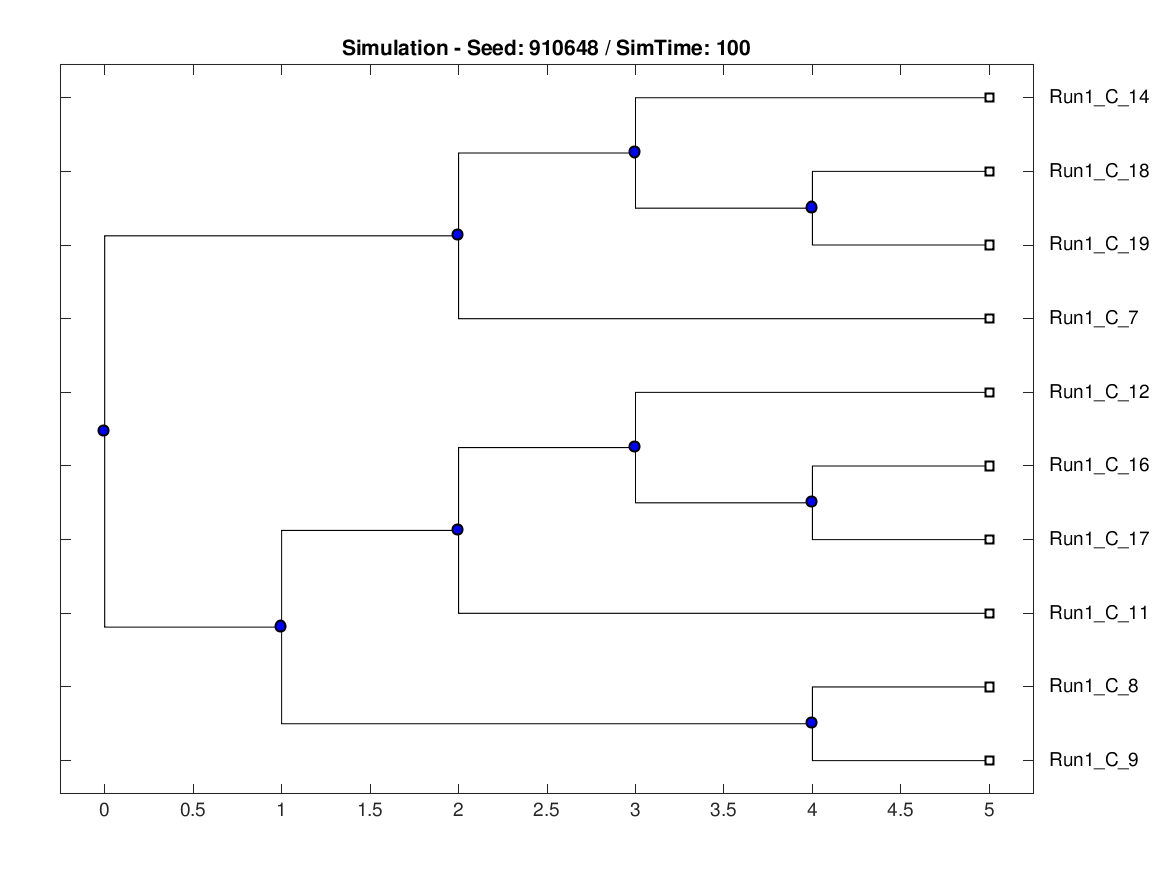 Simulation - Seed: 910648 / SimTime: 100
Run1_C_14
Run1_C_18
Run1_C_19
Run1_C_7
Run1_C_12
Run1_C_16
Run1_C_17
Run1_C_11
Run1_C_8
Run1_C_9
0 0.5 1 1.5 2 2.5 3 3.5 4 4.5 5